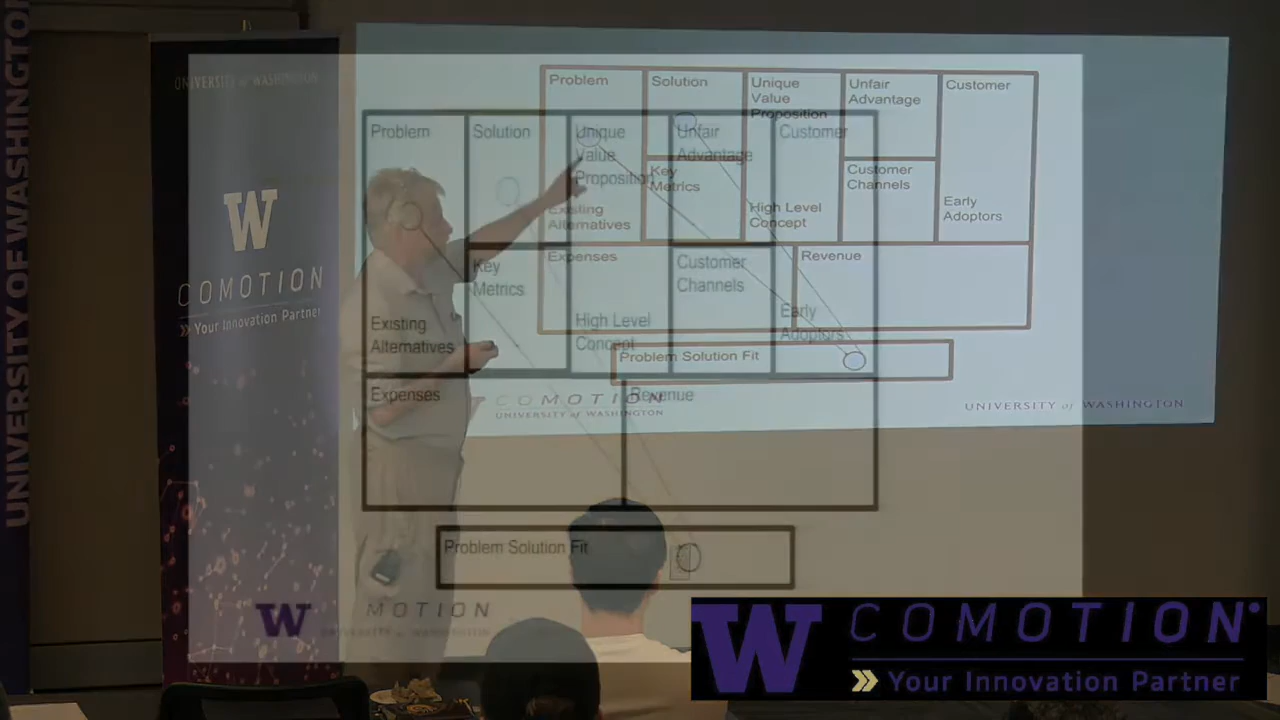 UNIVERSITY OF WASHINGTON
UNIVERSITY of WASHINGTON
W
COMOTION
Your Innovation Partner
Problem
Solution
Unique
Value
Proposition
Unfair
Advantage
Customer
Key
Metrics
Customer
Channels
Existing
Alternatives
High Level
Concept
Early
Adoptors
Expenses
Revenue
Problem Solution Fit
COMOTION
UNIVERSITY of WASHINGTON
UNIVERSITY of WASHINGTON
Problem
Solution
Unique
Value
Proposition
Unfair
Advantage
Customer
Key
Metrics
Customer
Channels
Existing
Alternatives
High Level
Concept
Early
Adoptors
Expenses
Revenue
Problem Solution Fit
W
MOTION
W
COMOTION
Your Innovation Partner